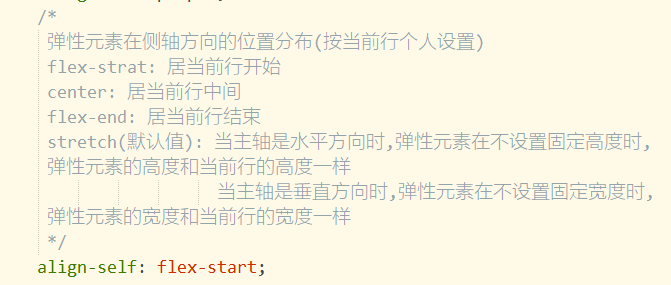 /*
弹性元素在侧轴方向的位置分布(按当前行个人设置)
flex-strat: 居当前行开始
center: 居当前行中间
flex-end: 居当前行结束
stretch(默认值): 当主轴是水平方向时,弹性元素在不设置固定高度时,
弹性元素的高度和当前行的高度一样
当主轴是垂直方向时,弹性元素在不设置固定宽度时,
弹性元素的宽度和当前行的宽度一样
*/
align-self: flex-start;